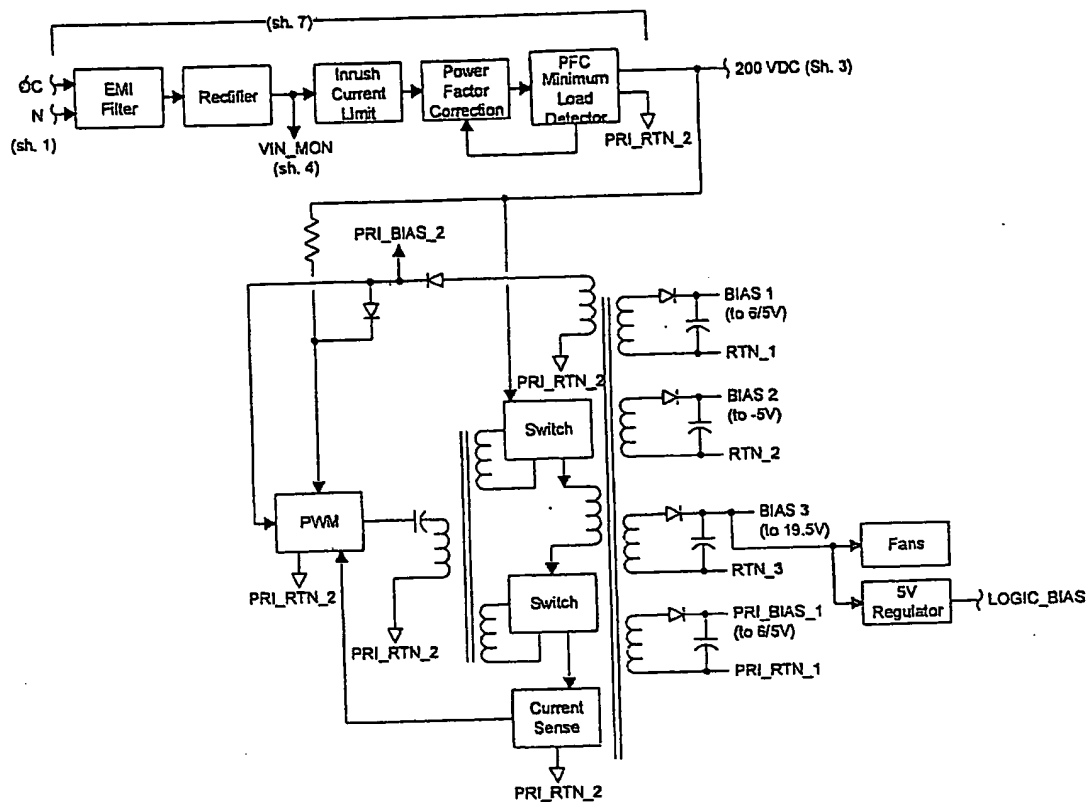 (sh. 7)
ØC
N
(sh. 1)
EMI
Filter
Rectifier
VIN_MON
(sh. 4)
Inrush
Current
Limit
Power
Factor
Correction
PFC
Minimum
Load
Detector
PRI_RTN_2
200 VDC (Sh. 3)
PRI_BIAS_2
PRI_RTN_2
BIAS 1
(to 6/5V)
RTN_1
BIAS 2
(to -5V)
RTN_2
Switch
PWM
PRI_RTN_2
PRI_RTN_2
BIAS 3
(to 19.5V)
RTN_3
Fans
5V
Regulator
LOGIC_BIAS
Switch
PRI_BIAS_1
(to 6/5V)
PRI_RTN_1
Current
Sense
PRI_RTN_2